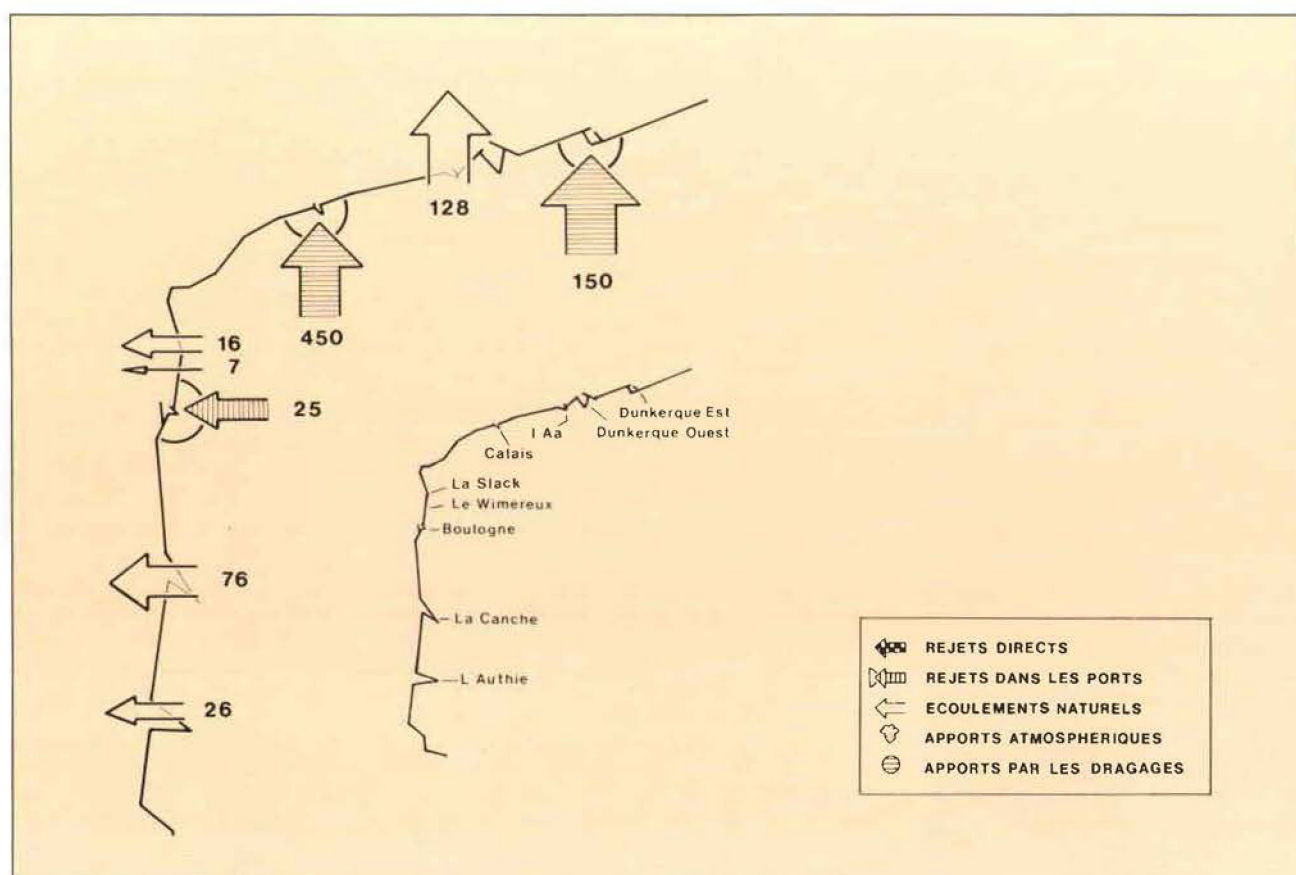 128
150
450
16
7
25
Dunkerque Est
Dunkerque Ouest
l Aa
Calais
La Slack
Le Wimereux
Boulogne
76
La Canche
L Authie
26
REJETS DIRECTS
REJETS DANS LES PORTS
ECOULEMENTS NATURELS
APPORTS ATMOSPHERIQUES
APPORTS PAR LES DRAGAGES